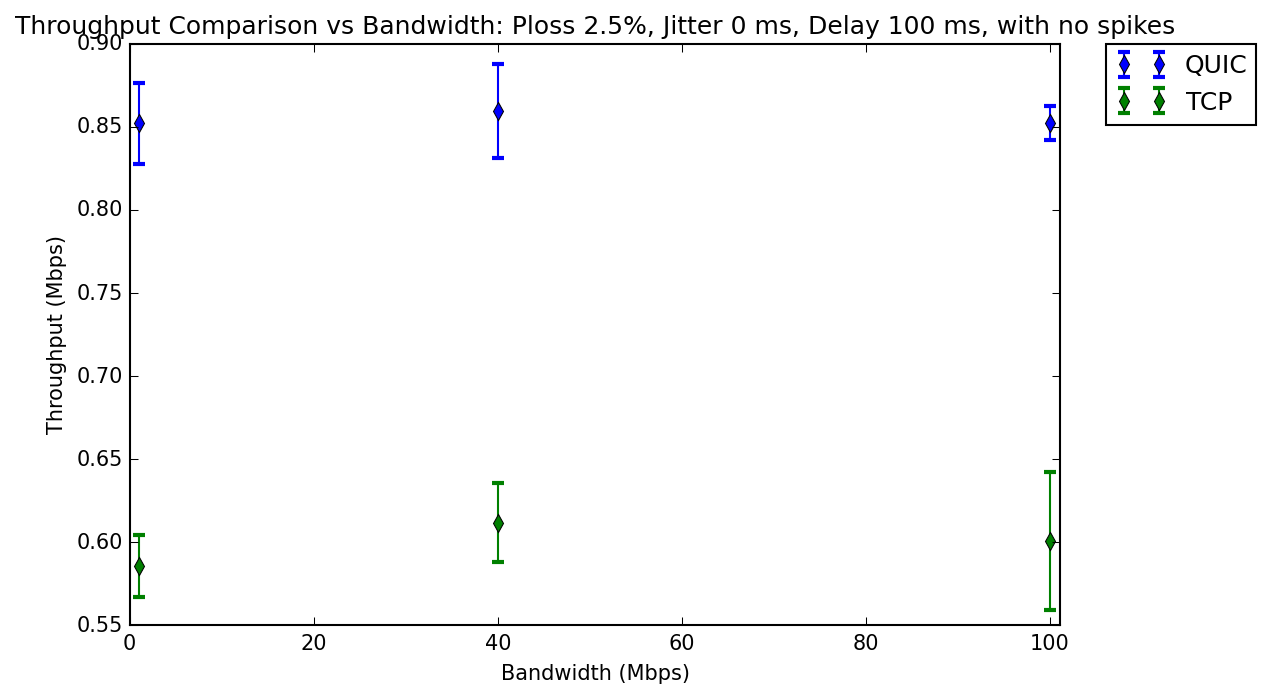 Throughput Comparison vs Bandwidth: Ploss 2.5%, Jitter 0 ms, Delay 100 ms, with no spikes
QUIC
TCP
0.90
0.85
0.80
0.75
0.70
0.65
0.60
0.55
Throughput (Mbps)
0 20 40 60 80 100
Bandwidth (Mbps)